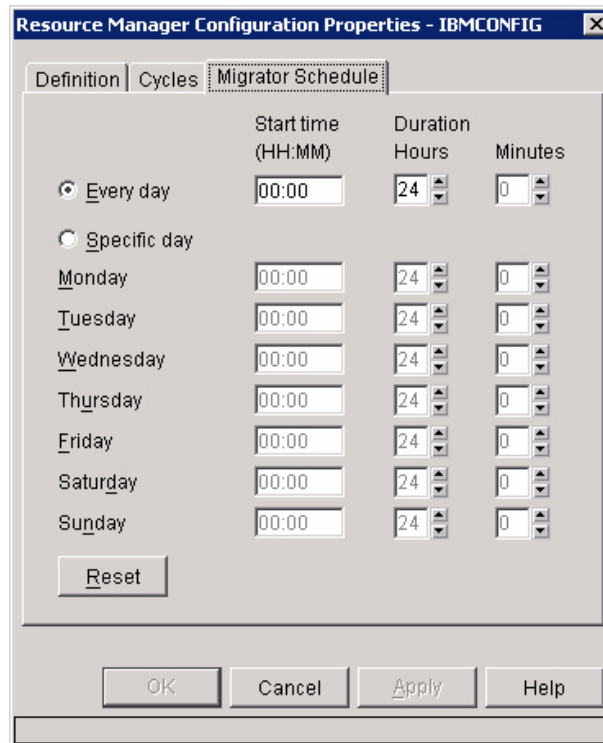 Resource Manager Configuration Properties - IBMCONFIG
Definition Cycles Migrator Schedule
Start time Duration
(HH:MM) Hours Minutes
Every day 00:00 24 0
Specific day
Monday 00:00 24 0
Tuesday 00:00 24 0
Wednesday 00:00 24 0
Thursday 00:00 24 0
Friday 00:00 24 0
Saturday 00:00 24 0
Sunday 00:00 24 0
Reset
OK Cancel Apply Help